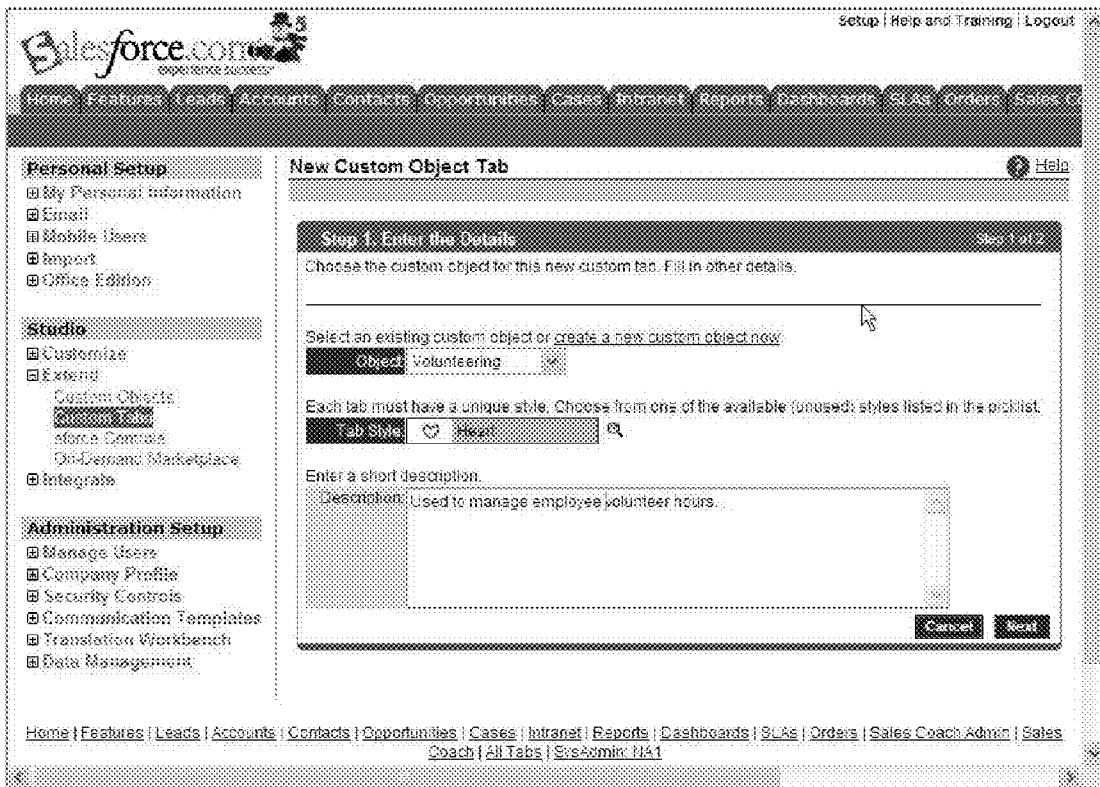 Setup | Help and Training | Logout
salesforce.com
experience success
Home Features Leads Accounts Contacts Opportunities Cases Intranet Reports Dashboards SLAs Orders Sales C
Personal Setup
My Personal Information
Email
Mobile Users
Import
Office Edition
Studio
Customize
Extend
Custom Objects
Custom Tabs
sforce Controls
On-Demand Marketplace
Integrate
Administration Setup
Manage Users
Company Profile
Security Controls
Communication Templates
Translation Workbench
Data Management
New Custom Object Tab
Help
Step 1. Enter the Details
Step 1 of 2
Choose the custom object for this new custom tab. Fill in other details.
Select an existing custom object or create a new custom object now.
Object Volunteering
Each tab must have a unique style. Choose from one of the available (unused) styles listed in the picklist.
Tab Style Heart
Enter a short description.
Description Used to manage employee volunteer hours.
Cancel Next
Home | Features | Leads | Accounts | Contacts | Opportunities | Cases | Intranet | Reports | Dashboards | SLAs | Orders | Sales Coach Admin | Sales
Coach | All Tabs | SysAdmin: NA1